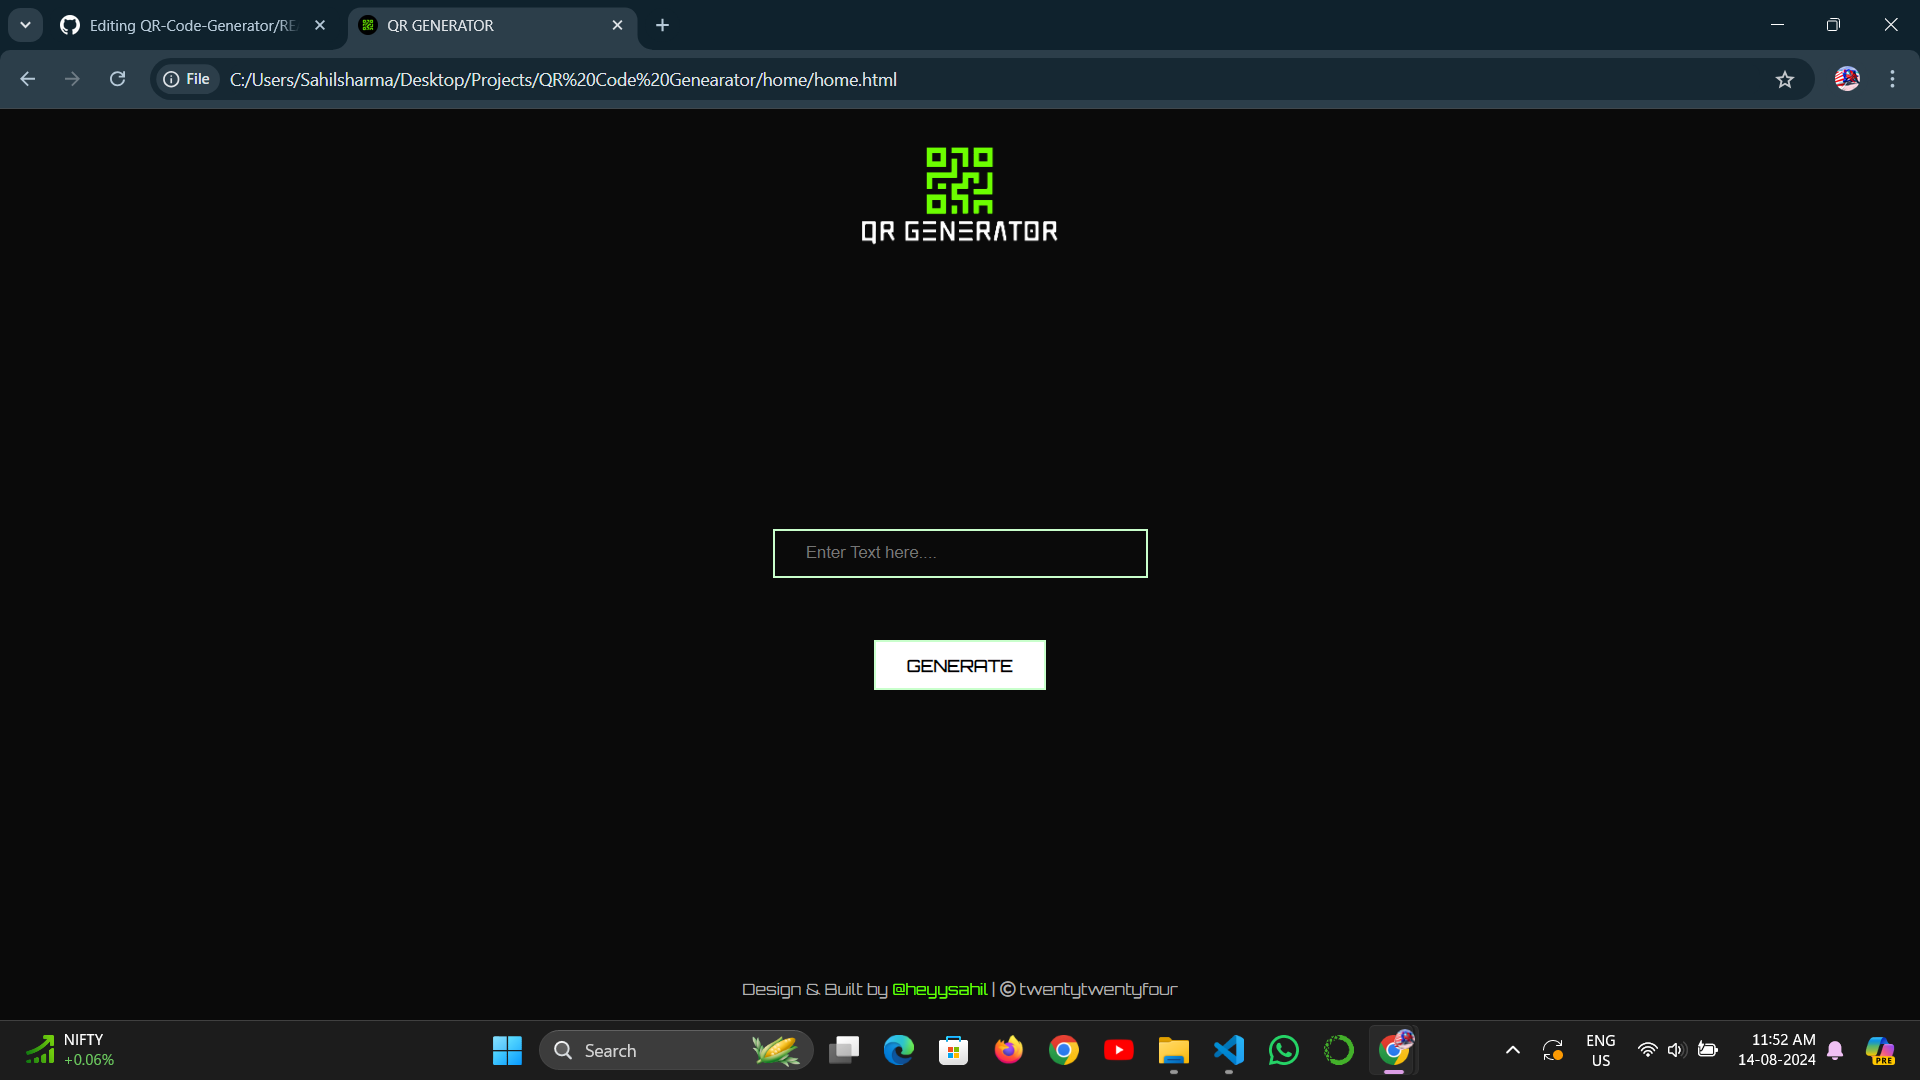 Editing QR-Code-Generator/RE
QR GENERATOR
File
C:/Users/Sahilsharma/Desktop/Projects/QR%20Code%20Genearator/home/home.html
QR GENERATOR
Enter Text here....
GENERATE
Design & Built by @heyysahil | © twentytwentyfour
NIFTY
+0.06%
Search
PRE
ENG
US
11:52 AM
14-08-2024